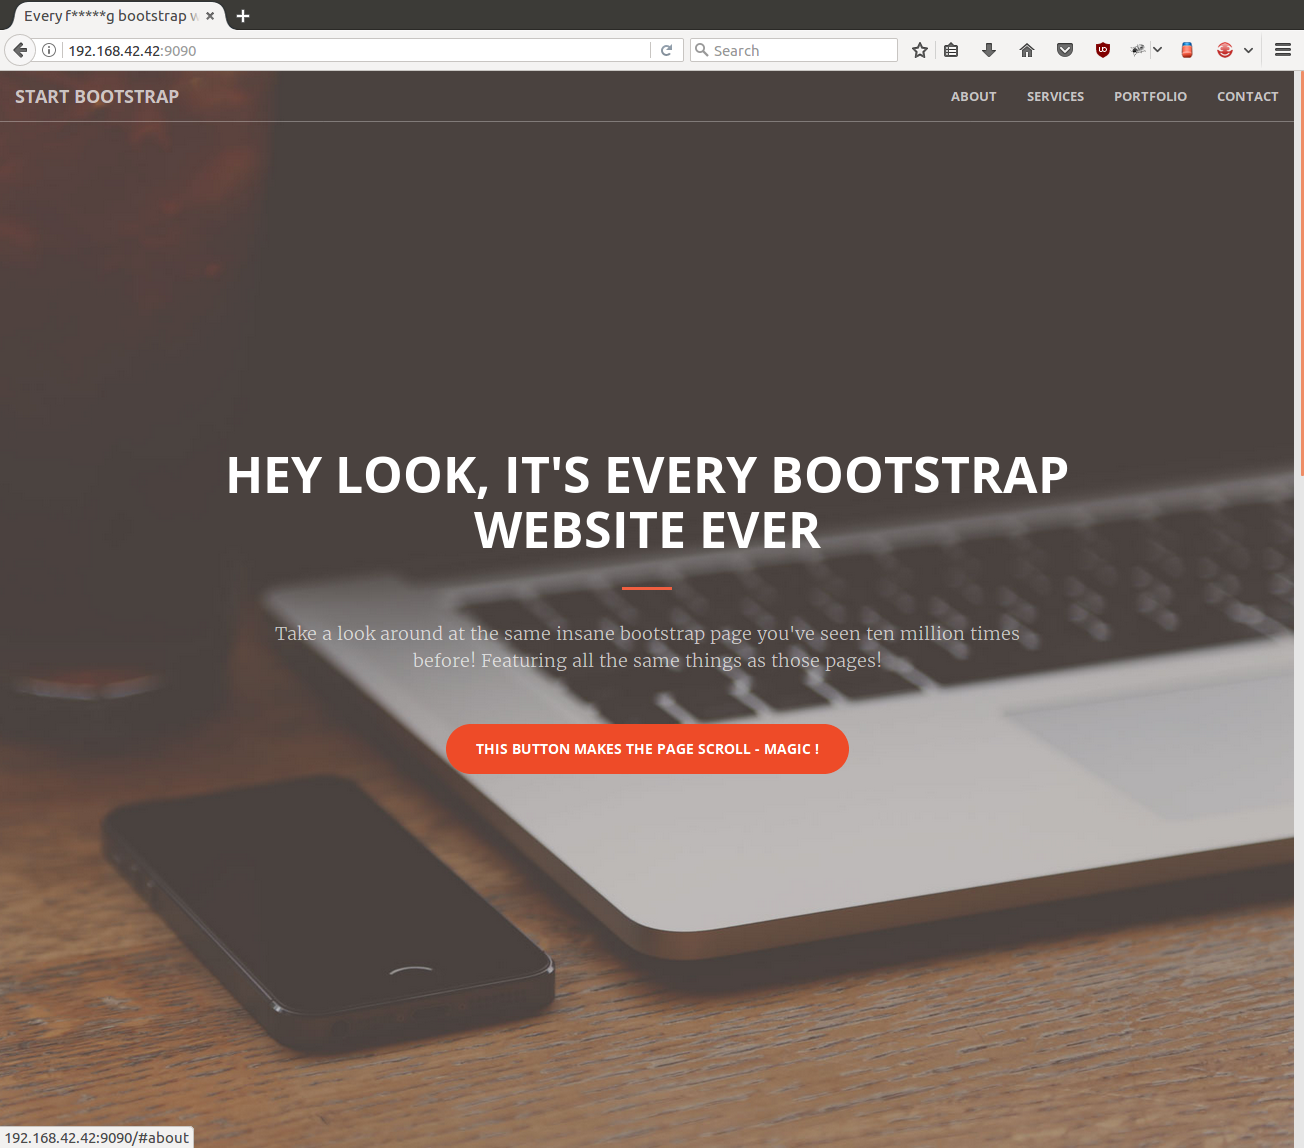 Every f*****g bootstrap w
192.168.42.42:9090
Search
START BOOTSTRAP
ABOUT
SERVICES
PORTFOLIO
CONTACT
HEY LOOK, IT'S EVERY BOOTSTRAP
WEBSITE EVER
Take a look around at the same insane bootstrap page you've seen ten million times
before! Featuring all the same things as those pages!
THIS BUTTON MAKES THE PAGE SCROLL - MAGIC !
192.168.42.42:9090/#about